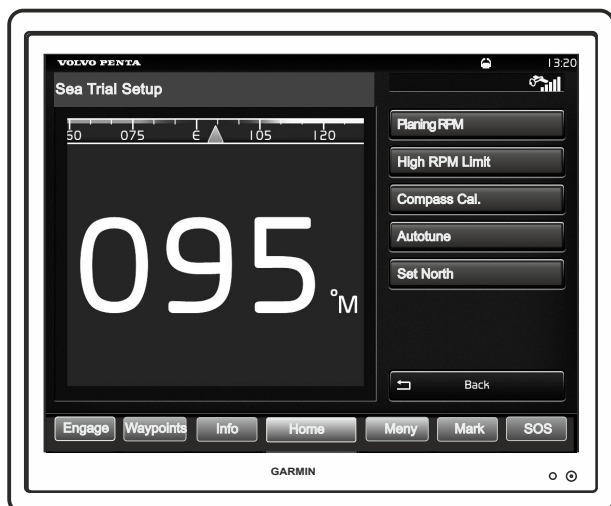 VOLVO PENTA 13:20
Sea Trial Setup
60 075 E 105 120
095 °M
Planing RPM
High RPM Limit
Compass Cal.
Autotune
Set North
Back
Engage Waypoints Info Home Meny Mark SOS
GARMIN